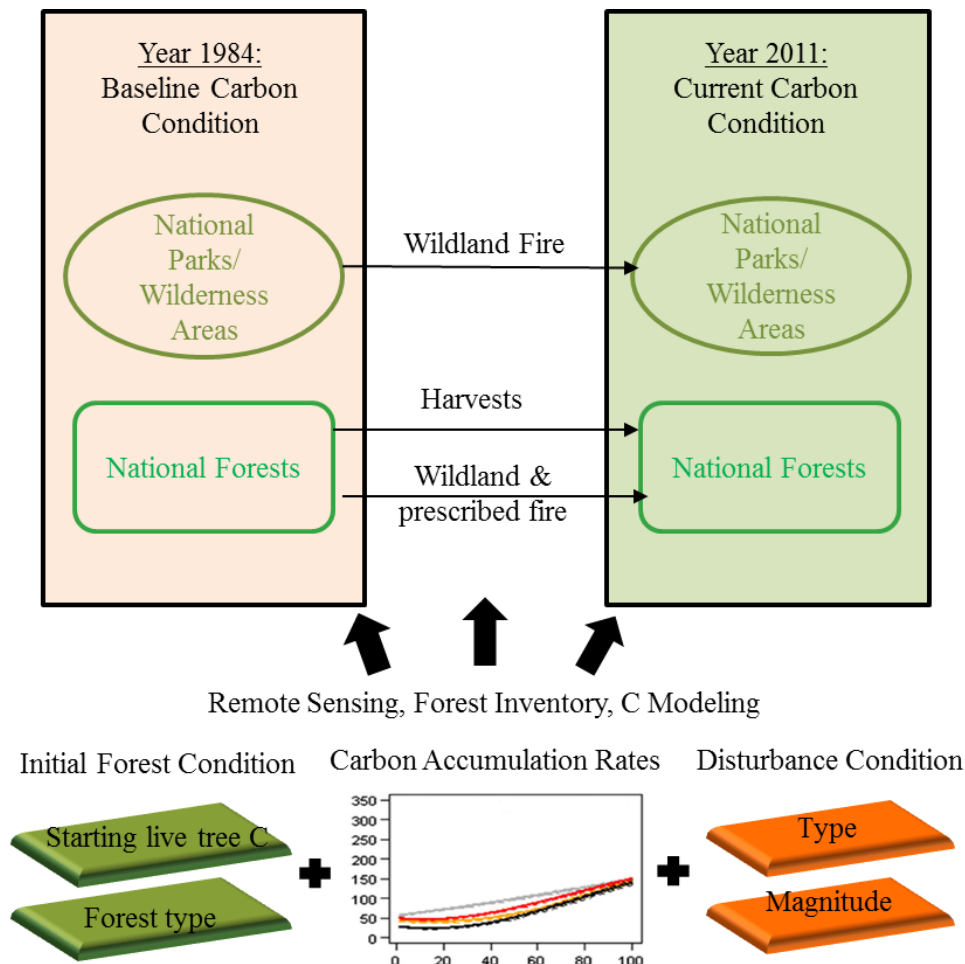 Year 1984:
Baseline Carbon
Condition
Year 2011:
Current Carbon
Condition
National
Parks/
Wilderness
Areas
Wildland Fire
National
Parks/
Wilderness
Areas
Harvests
National Forests
Wildland &
prescribed fire
National Forests
Remote Sensing, Forest Inventory, C Modeling
Initial Forest Condition
Carbon Accumulation Rates
Disturbance Condition
Starting live tree C
Forest type
350
300
250
200
150
100
50
0
0
20
40
60
80
100
Type
Magnitude